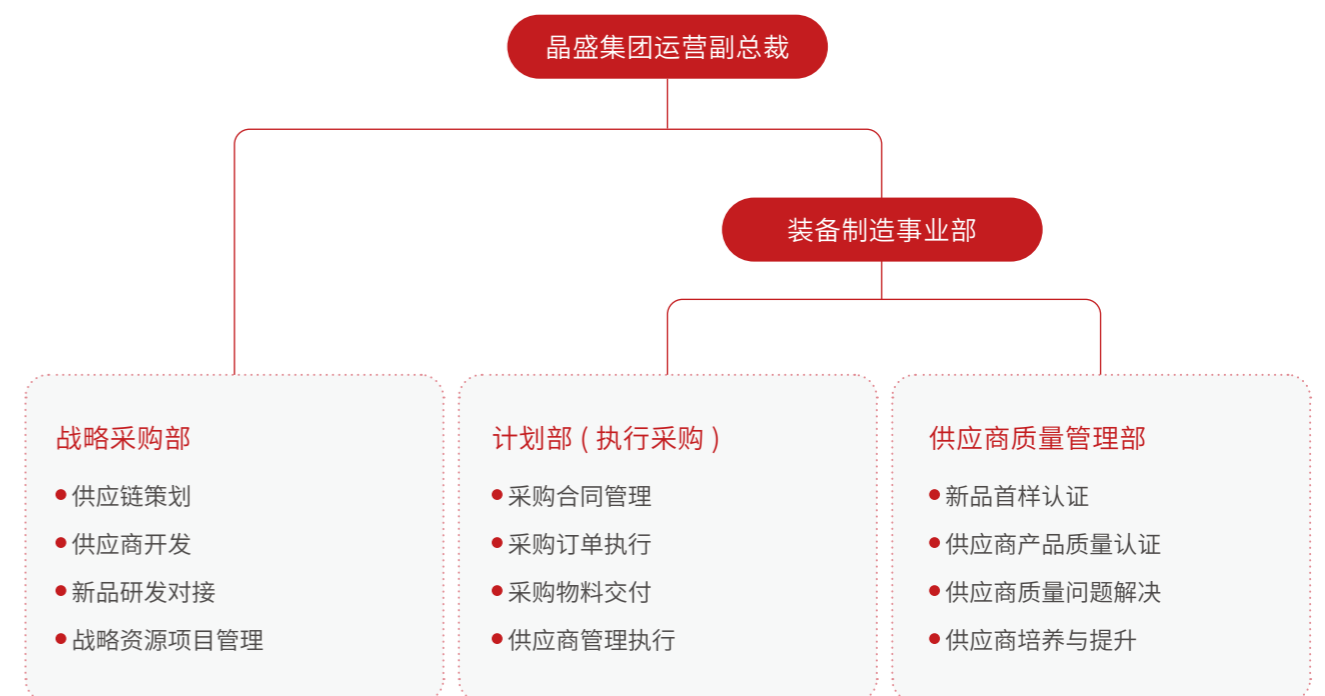 晶盛集团运营副总裁
装备制造事业部
战略采购部
供应链策划
供应商开发
新品研发对接
战略资源项目管理
计划部 ( 执行采购 )
采购合同管理
采购订单执行
采购物料交付
供应商管理执行
供应商质量管理部
新品首样认证
供应商产品质量认证
供应商质量问题解决
供应商培养与提升